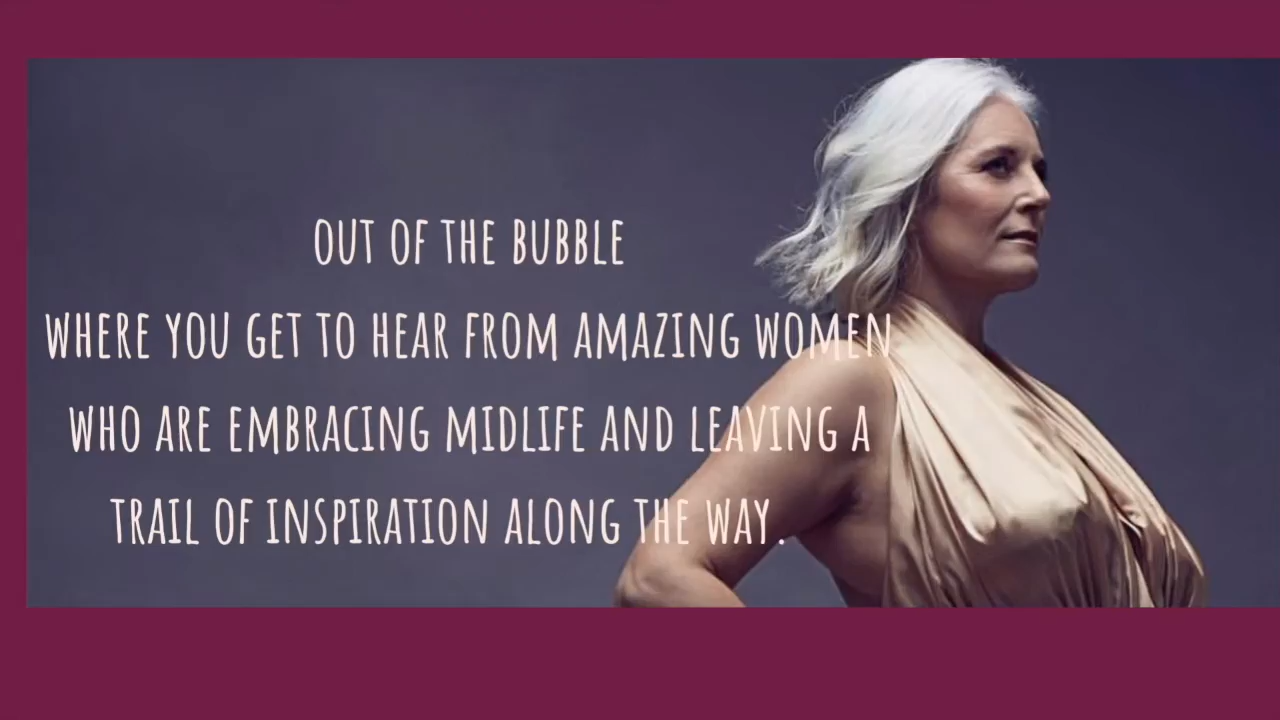 OUT OF THE BUBBLE
WHERE YOU GET TO HEAR FROM AMAZING WOMEN
WHO ARE EMBRACING MIDLIFE AND LEAVING A
TRAIL OF INSPIRATION ALONG THE WAY.